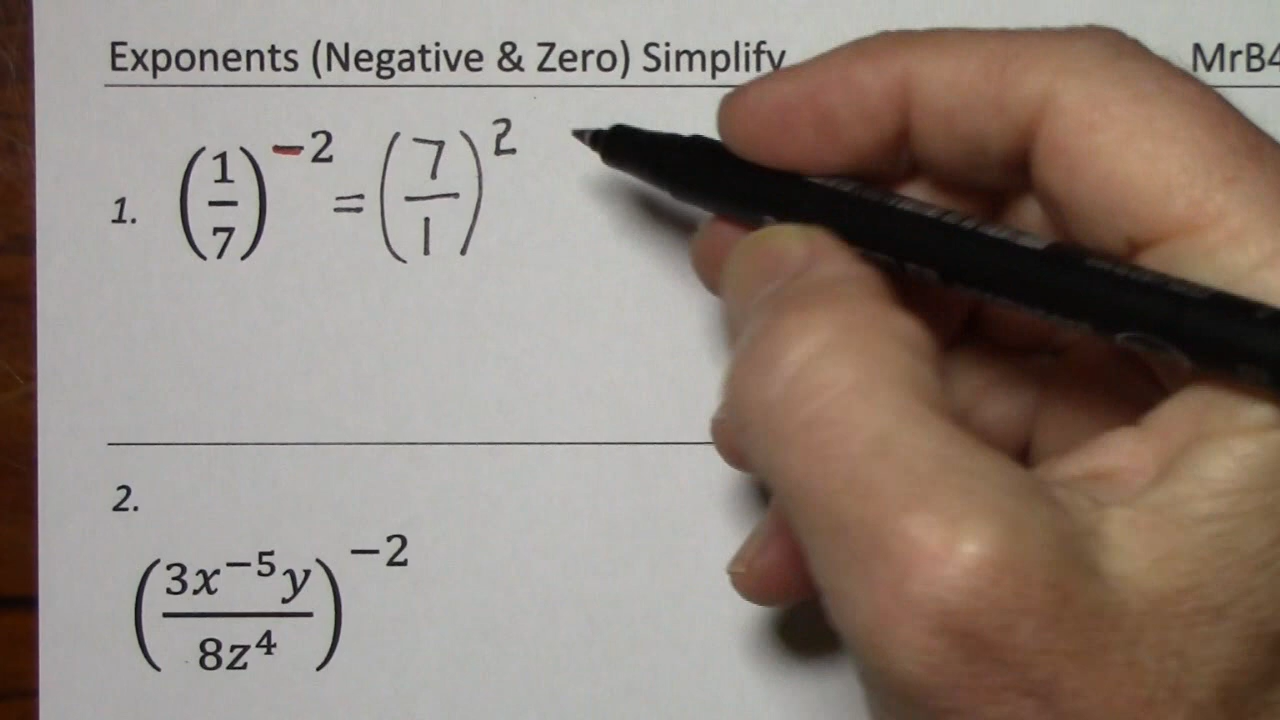 Exponents (Negative & Zero) Simplify MrB4
1. (1/7)^−2 = (7/1)^2
2.
(3x^−5y/8z^4)^−2